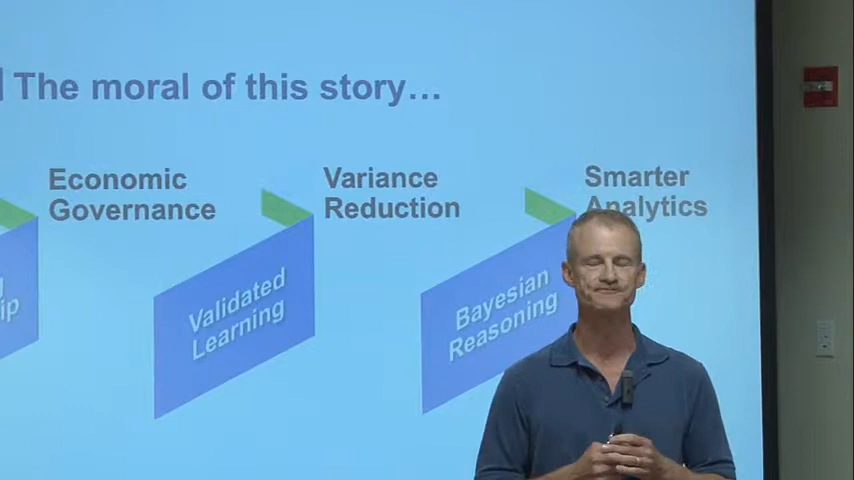 The moral of this story…
Economic
Governance
Variance
Reduction
Smarter
Analytics
Validated
Learning
Bayesian
Reasoning